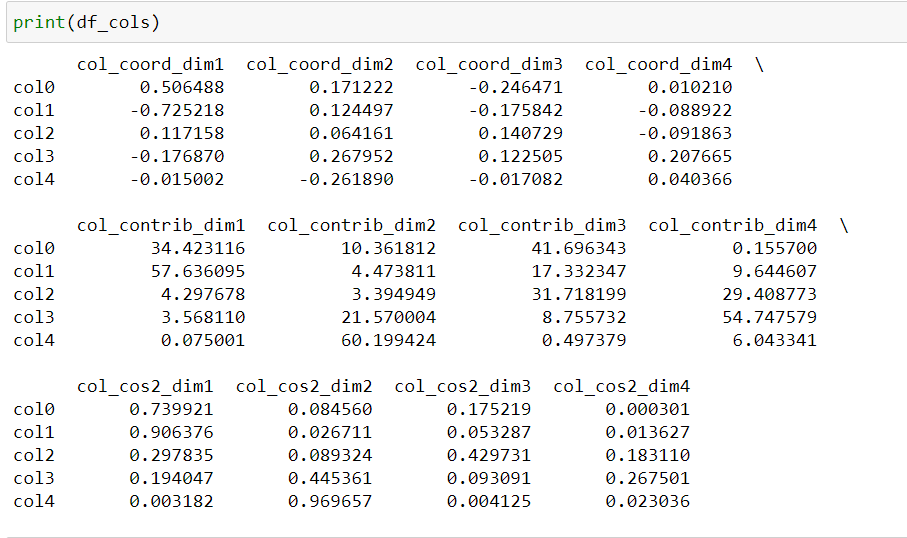 print(df_cols)
col_coord_dim1 col_coord_dim2 col_coord_dim3 col_coord_dim4 \
col0 0.506488 0.171222 -0.246471 0.010210
col1 -0.725218 0.124497 -0.175842 -0.088922
col2 0.117158 0.064161 0.140729 -0.091863
col3 -0.176870 0.267952 0.122505 0.207665
col4 -0.015002 -0.261890 -0.017082 0.040366
col_contrib_dim1 col_contrib_dim2 col_contrib_dim3 col_contrib_dim4 \
col0 34.423116 10.361812 41.696343 0.155700
col1 57.636095 4.473811 17.332347 9.644607
col2 4.297678 3.394949 31.718199 29.408773
col3 3.568110 21.570004 8.755732 54.747579
col4 0.075001 60.199424 0.497379 6.043341
col_cos2_dim1 col_cos2_dim2 col_cos2_dim3 col_cos2_dim4
col0 0.739921 0.084560 0.175219 0.000301
col1 0.906376 0.026711 0.053287 0.013627
col2 0.297835 0.089324 0.429731 0.183110
col3 0.194047 0.445361 0.093091 0.267501
col4 0.003182 0.969657 0.004125 0.023036